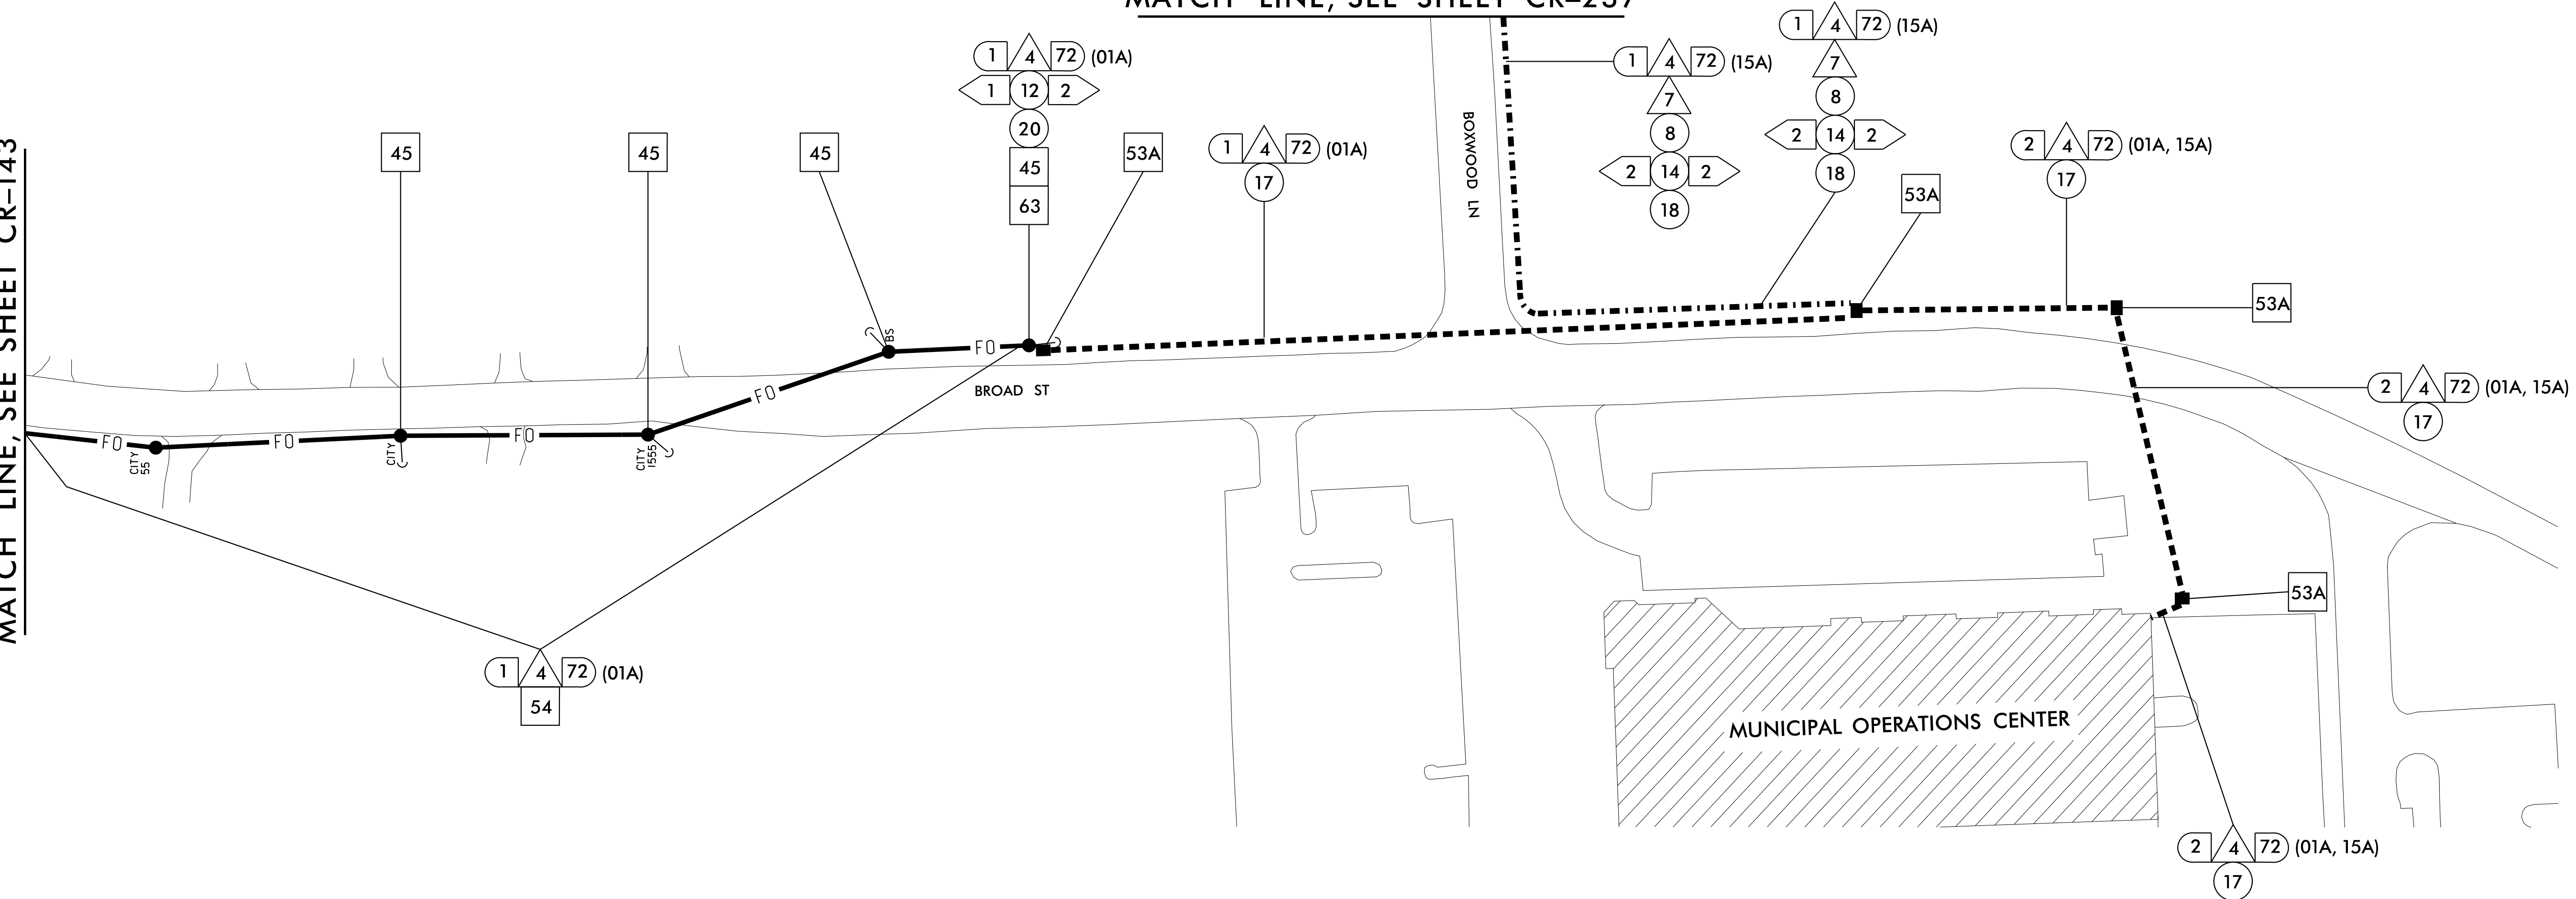 MATCH LINE, SEE SHEET CR-237
MATCH LINE, SEE SHEET CR-143
45
45
45
1 4 72 (01A)
1 12 2
20
45
63
53A
1 4 72 (01A)
17
BOXWOOD LN
1 4 72 (15A)
7
8
2 14 2
18
1 4 72 (15A)
7
8
2 14 2
18
53A
2 4 72 (01A, 15A)
17
53A
2 4 72 (01A, 15A)
17
53A
BS
FO
FO
FO
FO
FO
BROAD ST
CITY
55
CITY
CITY
1555
1 4 72 (01A)
54
MUNICIPAL OPERATIONS CENTER
2 4 72 (01A, 15A)
17